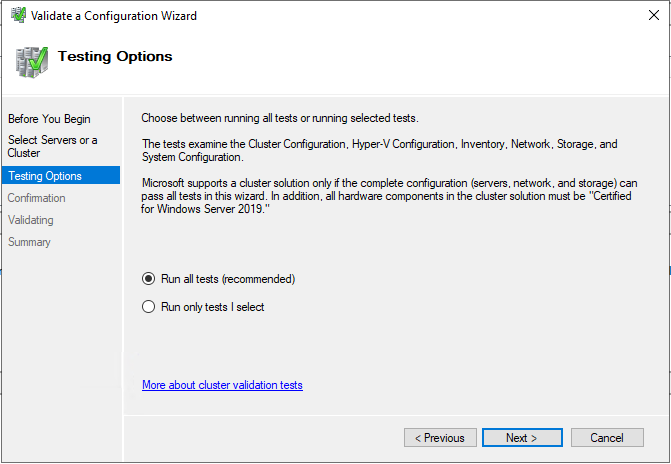 Validate a Configuration Wizard
Testing Options
Before You Begin
Select Servers or a
Cluster
Testing Options
Confirmation
Validating
Summary
Choose between running all tests or running selected tests.
The tests examine the Cluster Configuration, Hyper-V Configuration, Inventory, Network, Storage, and
System Configuration.
Microsoft supports a cluster solution only if the complete configuration (servers, network, and storage) can
pass all tests in this wizard. In addition, all hardware components in the cluster solution must be "Certified
for Windows Server 2019."
Run all tests (recommended)
Run only tests I select
More about cluster validation tests
< Previous
Next >
Cancel